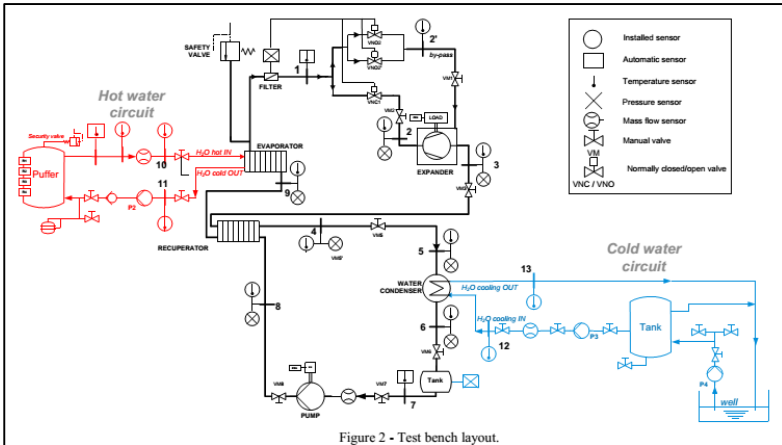 SAFETY
VALVE
VNO2
VNO2'
2'
by-pass
1
FILTER
VNC1
VM1
VM2
LOAD
2
EXPANDER
3
VM3
Hot water
circuit
Security valve
Puffer
10
H₂O hot IN
EVAPORATOR
H₂O cold OUT
11
P2
9
RECUPERATOR
4
VM5
5
WATER
CONDENSER
13
H₂O cooling OUT
Cold water
circuit
H₂O cooling IN
12
P3
Tank
P4
well
6
VM6
Tank
7
VM7
PUMP
VM8
8
Installed sensor
Automatic sensor
Temperature sensor
Pressure sensor
Mass flow sensor
Manual valve
VM
Normally closed/open valve
VNC / VNO
Figure 2 - Test bench layout.